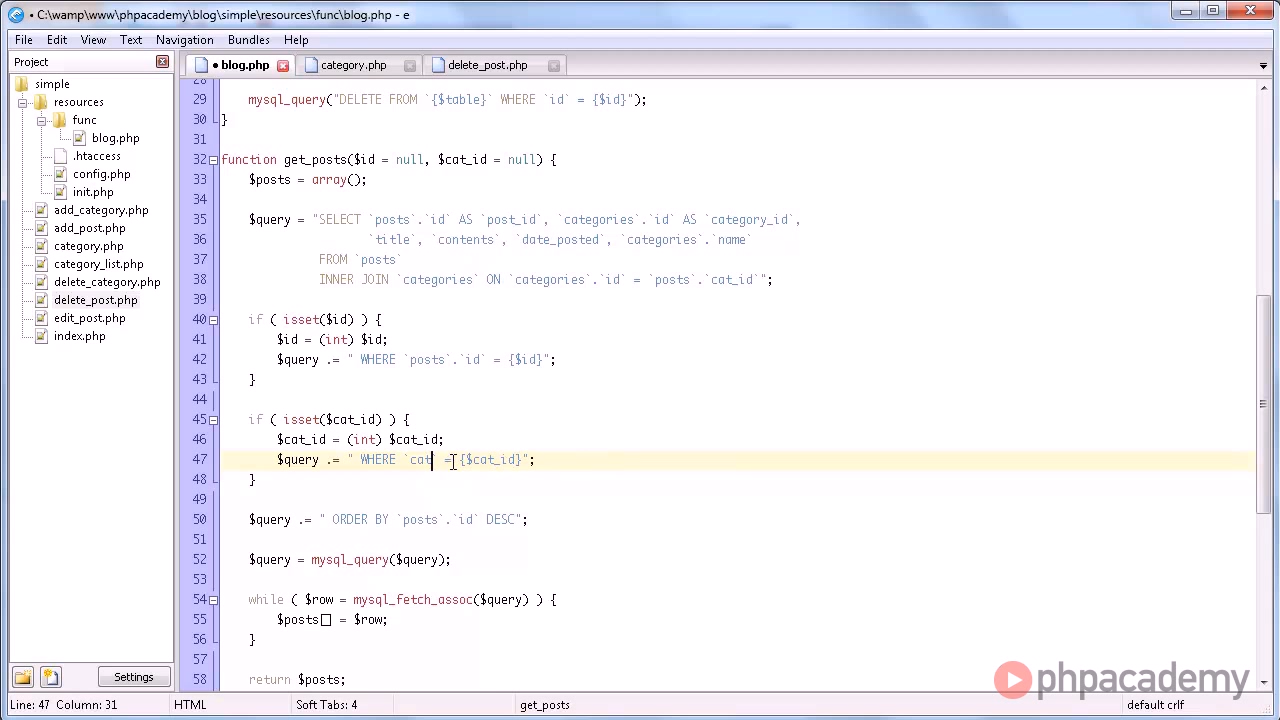 C:\wamp\www\phpacademy\blog\simple\resources\func\blog.php - e
File Edit View Text Navigation Bundles Help
Project
blog.php category.php delete_post.php
simple
resources
func
blog.php
.htaccess
config.php
init.php
add_category.php
add_post.php
category.php
category_list.php
delete_category.php
delete_post.php
edit_post.php
index.php
Settings
28
29 mysql_query("DELETE FROM `{$table}` WHERE `id` = {$id}");
30 }
31
32 function get_posts($id = null, $cat_id = null) {
33 $posts = array();
34
35 $query = "SELECT `posts`.`id` AS `post_id`, `categories`.`id` AS `category_id`,
36 `title`, `contents`, `date_posted`, `categories`.`name`
37 FROM `posts`
38 INNER JOIN `categories` ON `categories`.`id` = `posts`.`cat_id`";
39
40 if ( isset($id) ) {
41 $id = (int) $id;
42 $query .= " WHERE `posts`.`id` = {$id}";
43 }
44
45 if ( isset($cat_id) ) {
46 $cat_id = (int) $cat_id;
47 $query .= " WHERE `cat` = {$cat_id}";
48 }
49
50 $query .= " ORDER BY `posts`.`id` DESC";
51
52 $query = mysql_query($query);
53
54 while ( $row = mysql_fetch_assoc($query) ) {
55 $posts[] = $row;
56 }
57
58 return $posts;
phpacademy
Line: 47 Column: 31 HTML Soft Tabs: 4 get_posts default crlf